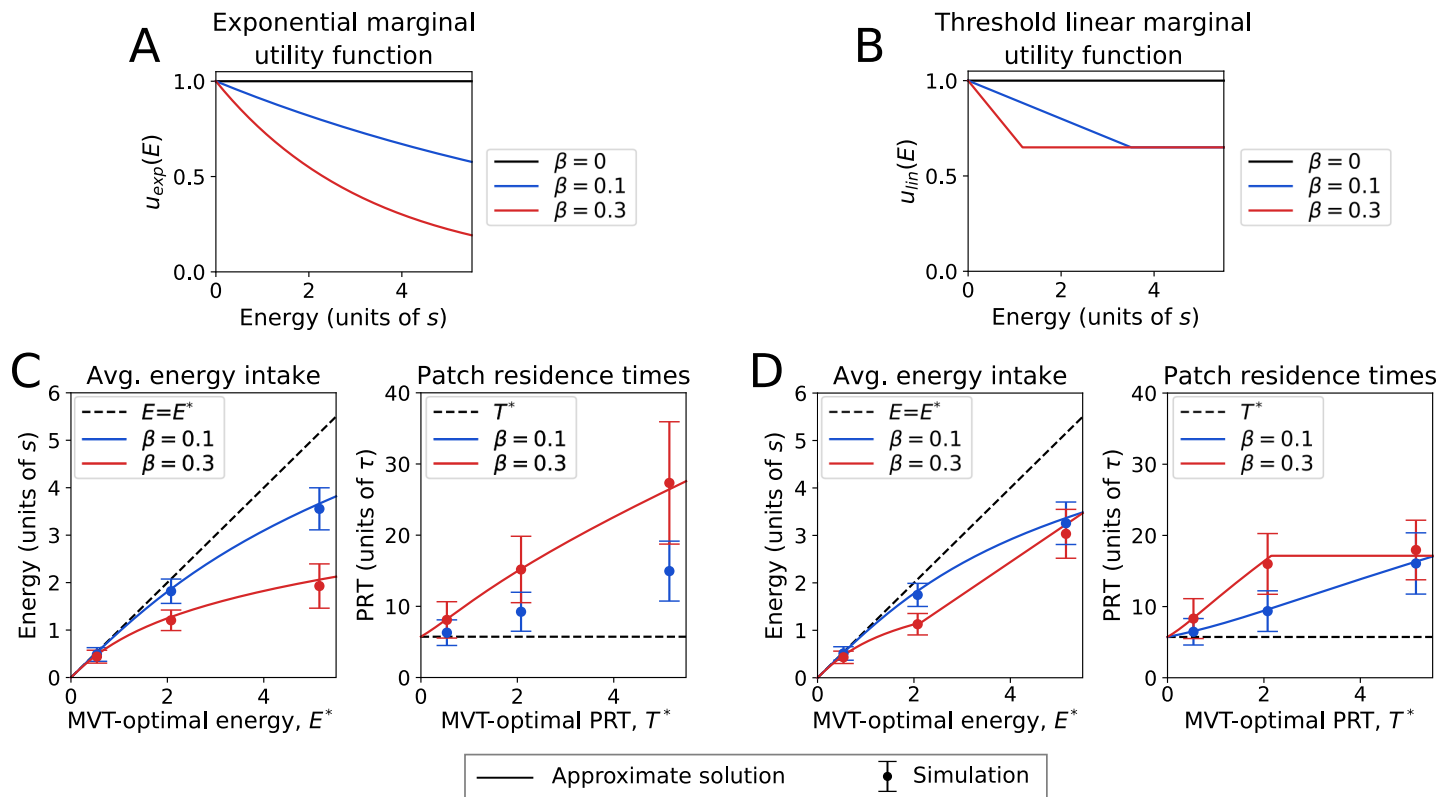 A
Exponential marginal
utility function
1.0
0.5
0.0
0
2
4
u_exp(E)
Energy (units of s)
β = 0
β = 0.1
β = 0.3
B
Threshold linear marginal
utility function
1.0
0.5
0.0
0
2
4
u_lin(E)
Energy (units of s)
β = 0
β = 0.1
β = 0.3
C
Avg. energy intake
6
5
4
3
2
1
0
0
2
4
Energy (units of s)
MVT-optimal energy, E*
E=E*
β = 0.1
β = 0.3
Patch residence times
40
30
20
10
0
0
2
4
PRT (units of τ)
MVT-optimal PRT, T*
T*
β = 0.1
β = 0.3
D
Avg. energy intake
6
5
4
3
2
1
0
0
2
4
Energy (units of s)
MVT-optimal energy, E*
E=E*
β = 0.1
β = 0.3
Patch residence times
40
30
20
10
0
0
2
4
PRT (units of τ)
MVT-optimal PRT, T*
T*
β = 0.1
β = 0.3
Approximate solution
Simulation